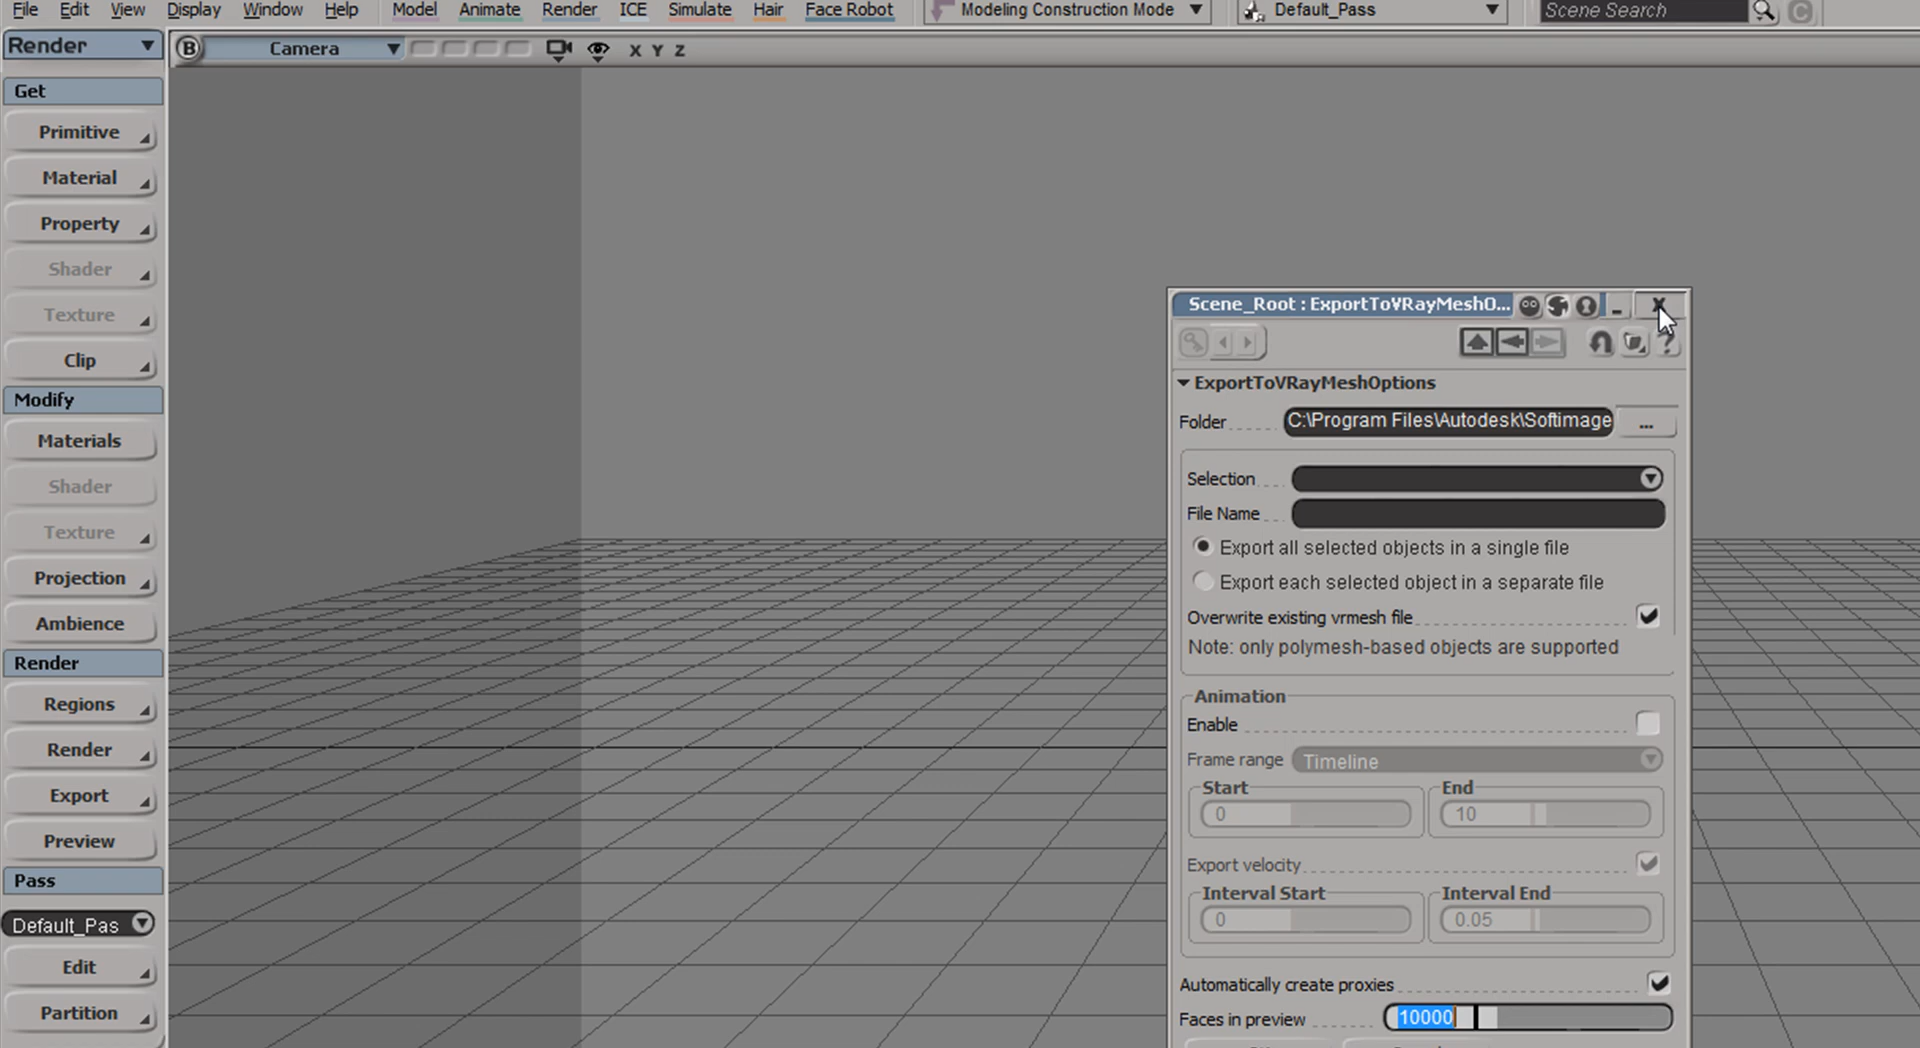 File Edit View Display Window Help Model Animate Render ICE Simulate Hair Face Robot Modeling Construction Mode Default_Pass Scene Search C
Render
B Camera X Y Z
Get
Primitive
Material
Property
Shader
Texture
Clip
Modify
Materials
Shader
Texture
Projection
Ambience
Render
Regions
Render
Export
Preview
Pass
Default_Pas
Edit
Partition
Scene_Root : ExportToVRayMeshO... X
?
ExportToVRayMeshOptions
Folder C:\Program Files\Autodesk\Softimage ...
Selection
File Name
Export all selected objects in a single file
Export each selected object in a separate file
Overwrite existing vrmesh file
Note: only polymesh-based objects are supported
Animation
Enable
Frame range Timeline
Start End
0 10
Export velocity
Interval Start Interval End
0 0.05
Automatically create proxies
Faces in preview 10000